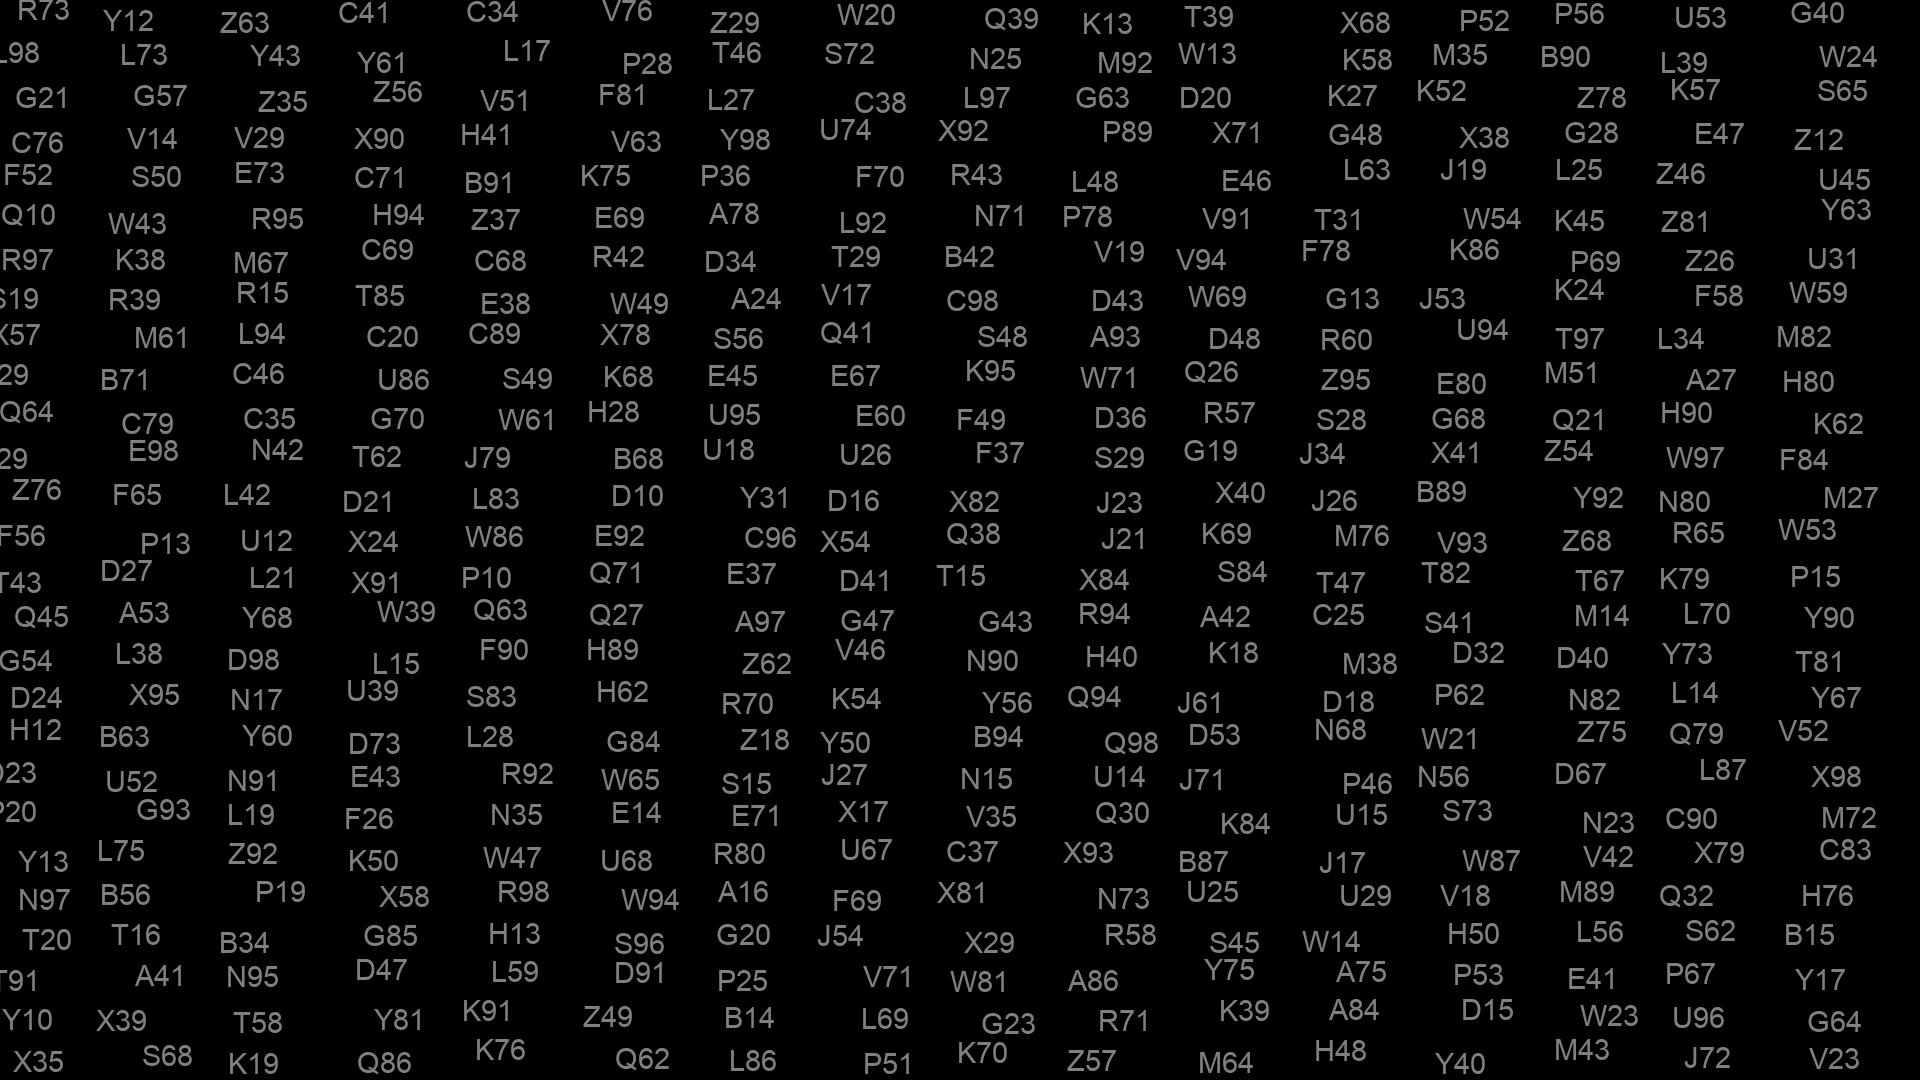 R73 Y12 Z63 C41 C34 V76 Z29 W20 Q39 K13 T39 X68 P52 P56 U53 G40
L98 L73 Y43 Y61 L17 P28 T46 S72 N25 M92 W13 K58 M35 B90 L39 W24
G21 G57 Z35 Z56 V51 F81 L27 C38 L97 G63 D20 K27 K52 Z78 K57 S65
C76 V14 V29 X90 H41 V63 Y98 U74 X92 P89 X71 G48 X38 G28 E47 Z12
F52 S50 E73 C71 B91 K75 P36 F70 R43 L48 E46 L63 J19 L25 Z46 U45
Q10 W43 R95 H94 Z37 E69 A78 L92 N71 P78 V91 T31 W54 K45 Z81 Y63
R97 K38 M67 C69 C68 R42 D34 T29 B42 V19 V94 F78 K86 P69 Z26 U31
S19 R39 R15 T85 E38 W49 A24 V17 C98 D43 W69 G13 J53 K24 F58 W59
X57 M61 L94 C20 C89 X78 S56 Q41 S48 A93 D48 R60 U94 T97 L34 M82
29 B71 C46 U86 S49 K68 E45 E67 K95 W71 Q26 Z95 E80 M51 A27 H80
Q64 C79 C35 G70 W61 H28 U95 E60 F49 D36 R57 S28 G68 Q21 H90 K62
29 E98 N42 T62 J79 B68 U18 U26 F37 S29 G19 J34 X41 Z54 W97 F84
Z76 F65 L42 D21 L83 D10 Y31 D16 X82 J23 X40 J26 B89 Y92 N80 M27
F56 P13 U12 X24 W86 E92 C96 X54 Q38 J21 K69 M76 V93 Z68 R65 W53
T43 D27 L21 X91 P10 Q71 E37 D41 T15 X84 S84 T47 T82 T67 K79 P15
Q45 A53 Y68 W39 Q63 Q27 A97 G47 G43 R94 A42 C25 S41 M14 L70 Y90
G54 L38 D98 L15 F90 H89 Z62 V46 N90 H40 K18 M38 D32 D40 Y73 T81
D24 X95 N17 U39 S83 H62 R70 K54 Y56 Q94 J61 D18 P62 N82 L14 Y67
H12 B63 Y60 D73 L28 G84 Z18 Y50 B94 Q98 D53 N68 W21 Z75 Q79 V52
23 U52 N91 E43 R92 W65 S15 J27 N15 U14 J71 P46 N56 D67 L87 X98
P20 G93 L19 F26 N35 E14 E71 X17 V35 Q30 K84 U15 S73 N23 C90 M72
Y13 L75 Z92 K50 W47 U68 R80 U67 C37 X93 B87 J17 W87 V42 X79 C83
N97 B56 P19 X58 R98 W94 A16 F69 X81 N73 U25 U29 V18 M89 Q32 H76
T20 T16 B34 G85 H13 S96 G20 J54 X29 R58 S45 W14 H50 L56 S62 B15
T91 A41 N95 D47 L59 D91 P25 V71 W81 A86 Y75 A75 P53 E41 P67 Y17
Y10 X39 T58 Y81 K91 Z49 B14 L69 G23 R71 K39 A84 D15 W23 U96 G64
X35 S68 K19 Q86 K76 Q62 L86 P51 K70 Z57 M64 H48 Y40 M43 J72 V23